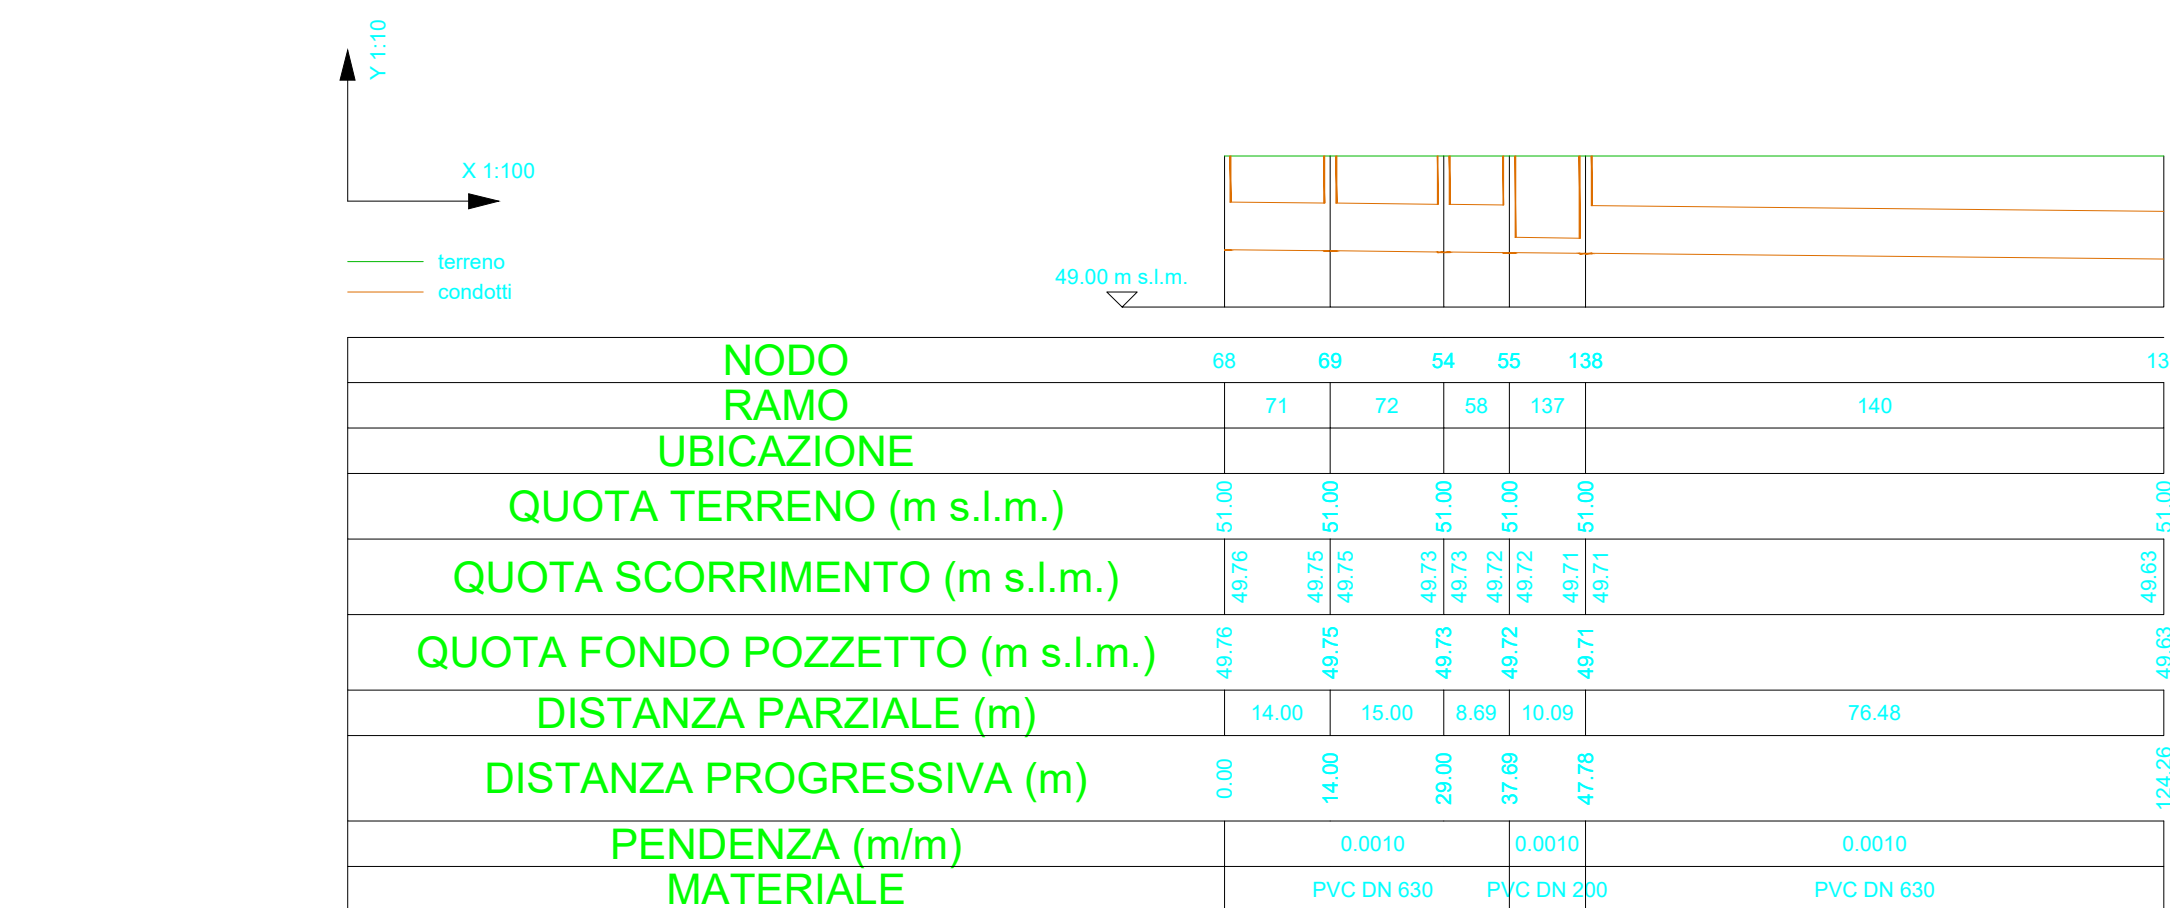 Y 1:10
X 1:100
terreno
condotti
49.00 m s.l.m.
NODO 68 69 54 55 138
RAMO 71 72 58 137 140
UBICAZIONE
QUOTA TERRENO (m s.l.m.) 51.00 51.00 51.00 51.00 51.00 51.00
QUOTA SCORRIMENTO (m s.l.m.) 49.76 49.75 49.75 49.73 49.73 49.72 49.72 49.71 49.71 49.63
QUOTA FONDO POZZETTO (m s.l.m.) 49.76 49.75 49.73 49.72 49.71 49.63
DISTANZA PARZIALE (m) 14.00 15.00 8.69 10.09 76.48
DISTANZA PROGRESSIVA (m) 0.00 14.00 29.00 37.69 47.78 124.26
PENDENZA (m/m) 0.0010 0.0010 0.0010
MATERIALE PVC DN 630 PVC DN 200 PVC DN 630